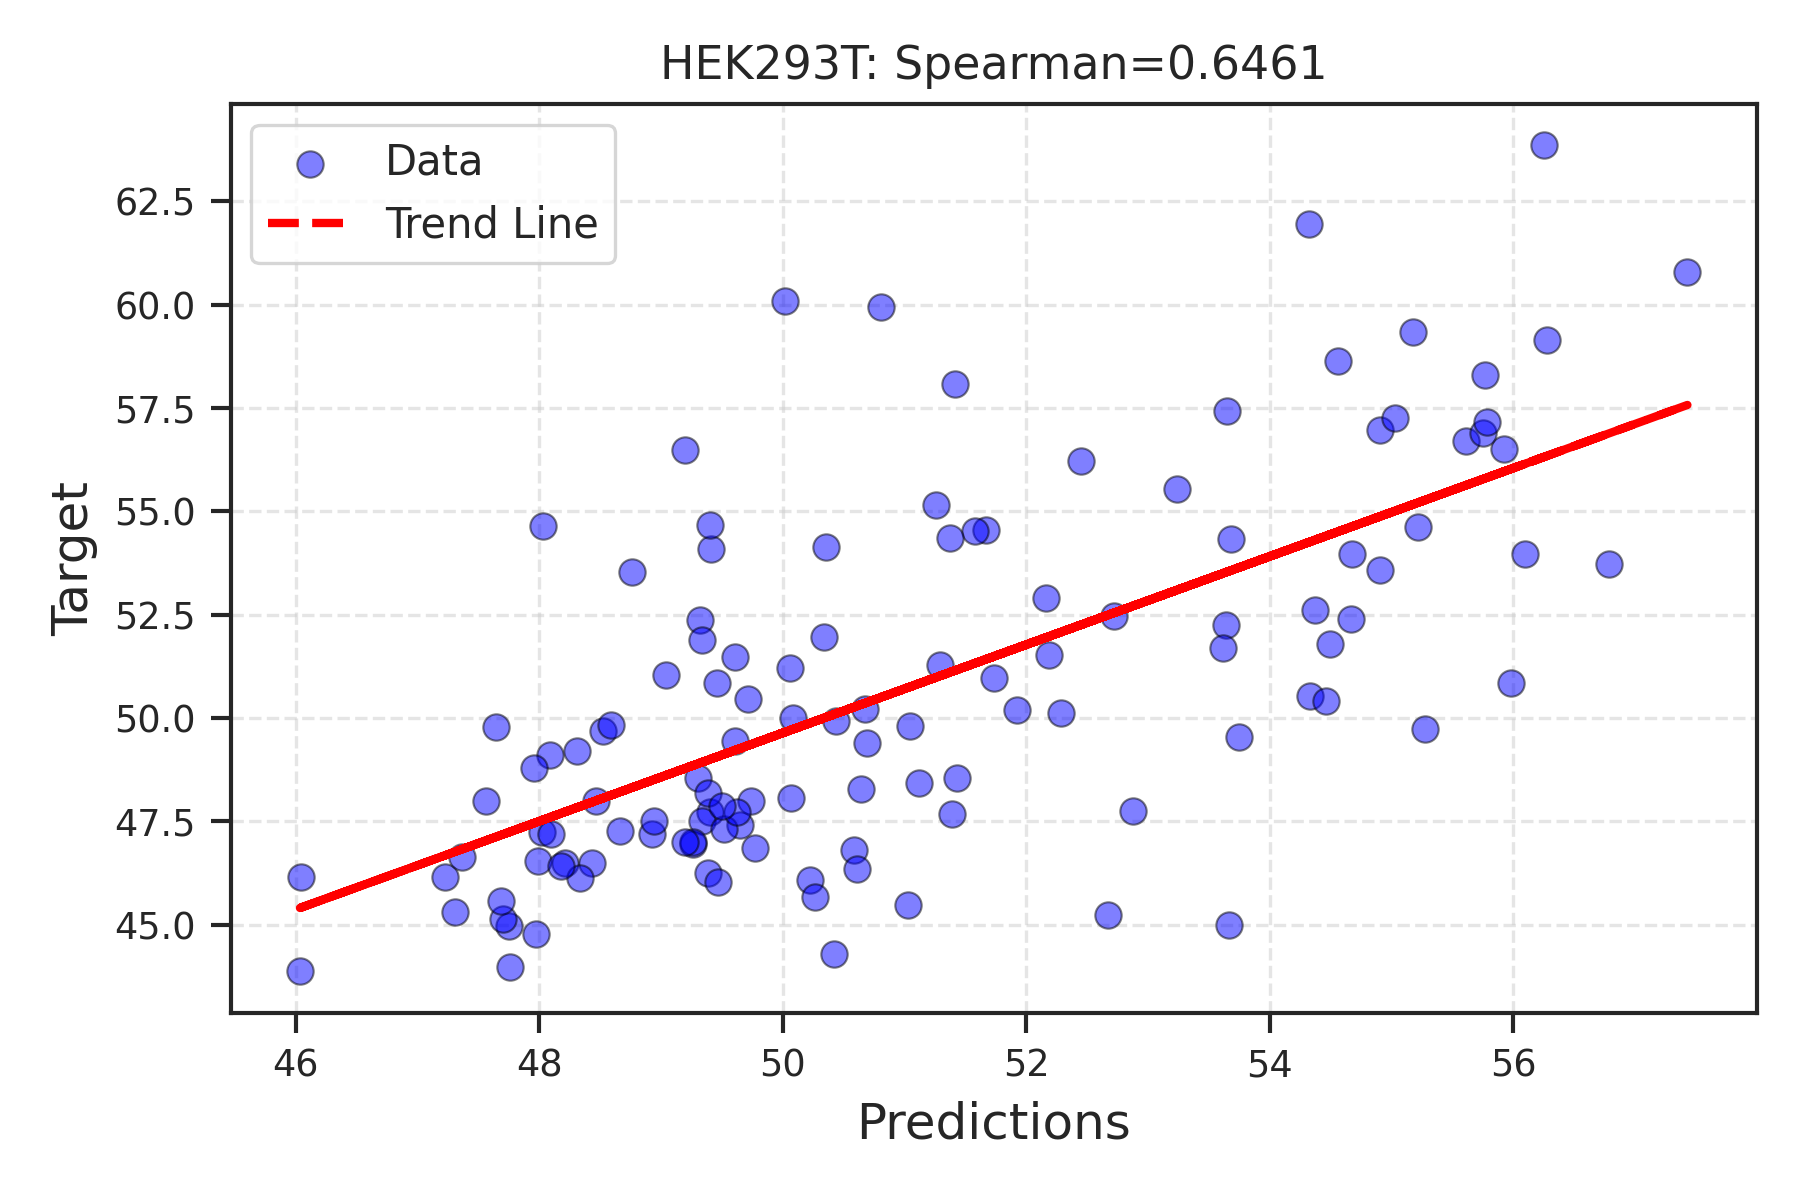 HEK293T: Spearman=0.6461
Data
Trend Line
62.5
60.0
57.5
55.0
52.5
50.0
47.5
45.0
Target
46 48 50 52 54 56
Predictions